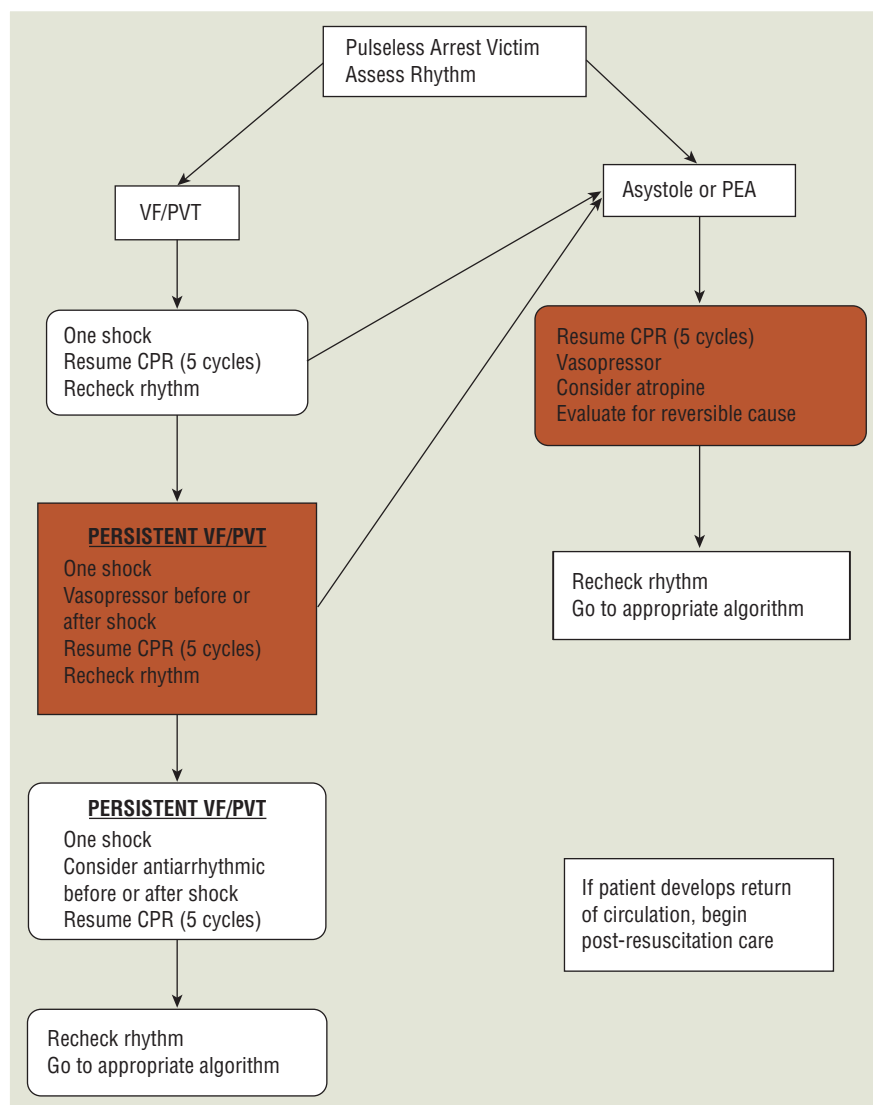 Pulseless Arrest Victim
Assess Rhythm
VF/PVT
Asystole or PEA
One shock
Resume CPR (5 cycles)
Recheck rhythm
Resume CPR (5 cycles)
Vasopressor
Consider atropine
Evaluate for reversible cause
PERSISTENT VF/PVT
One shock
Vasopressor before or
after shock
Resume CPR (5 cycles)
Recheck rhythm
Recheck rhythm
Go to appropriate algorithm
PERSISTENT VF/PVT
One shock
Consider antiarrhythmic
before or after shock
Resume CPR (5 cycles)
If patient develops return
of circulation, begin
post-resuscitation care
Recheck rhythm
Go to appropriate algorithm